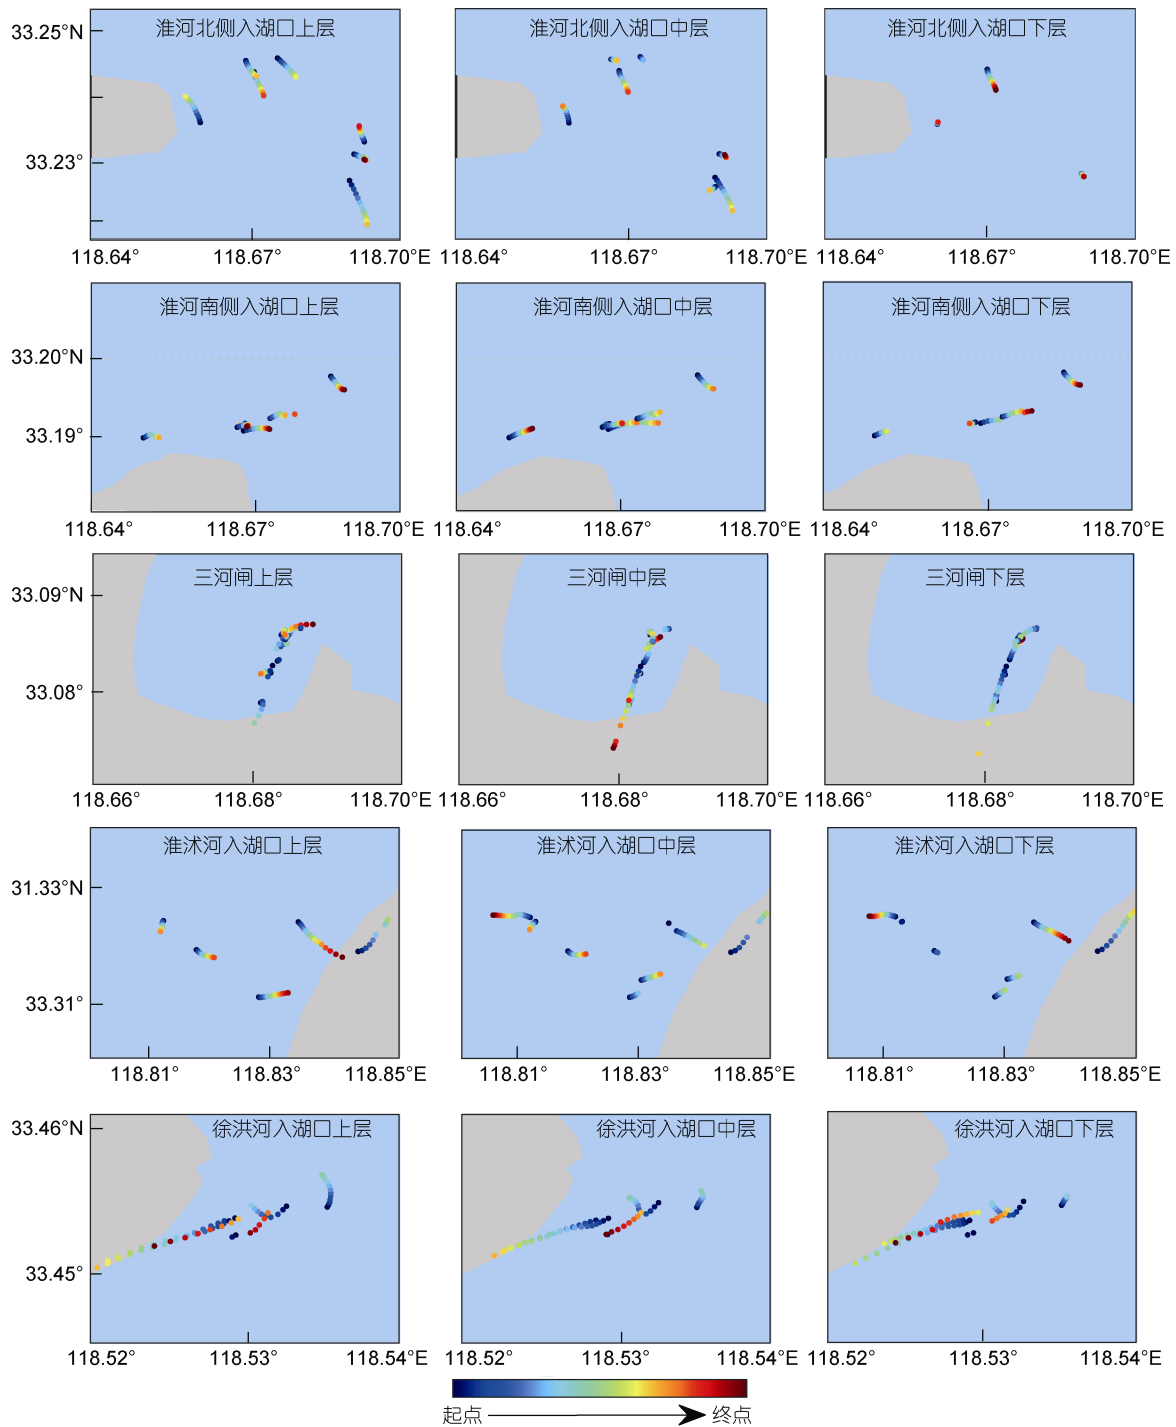 淮河北侧入湖口上层 淮河北侧入湖口中层 淮河北侧入湖口下层
33.25°N
33.23°
118.64° 118.67° 118.70°E 118.64° 118.67° 118.70°E 118.64° 118.67° 118.70°E
淮河南侧入湖口上层 淮河南侧入湖口中层 淮河南侧入湖口下层
33.20°N
33.19°
118.64° 118.67° 118.70°E 118.64° 118.67° 118.70°E 118.64° 118.67° 118.70°E
三河闸上层 三河闸中层 三河闸下层
33.09°N
33.08°
118.66° 118.68° 118.70°E 118.66° 118.68° 118.70°E 118.66° 118.68° 118.70°E
淮沭河入湖口上层 淮沭河入湖口中层 淮沭河入湖口下层
31.33°N
33.31°
118.81° 118.83° 118.85°E 118.81° 118.83° 118.85°E 118.81° 118.83° 118.85°E
徐洪河入湖口上层 徐洪河入湖口中层 徐洪河入湖口下层
33.46°N
33.45°
118.52° 118.53° 118.54°E 118.52° 118.53° 118.54°E 118.52° 118.53° 118.54°E
起点 终点